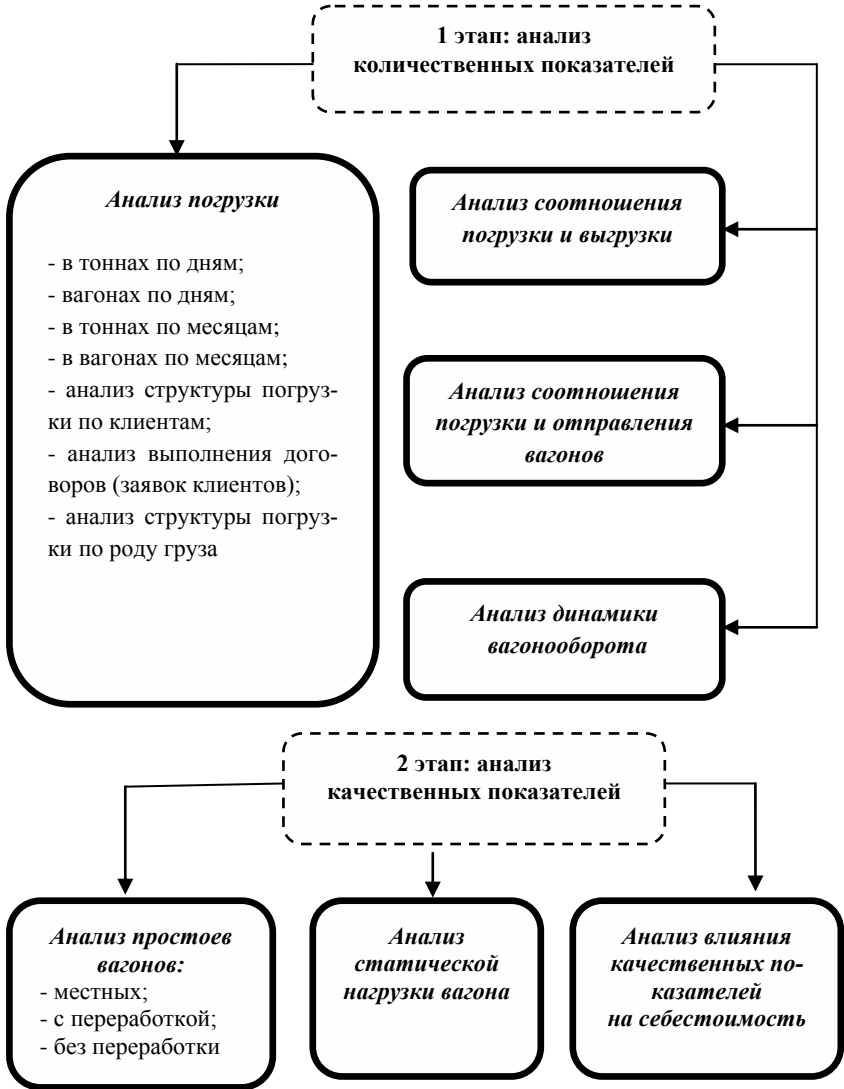 1 этап: анализ
количественных показателей
Анализ погрузки
- в тоннах по дням;
- вагонах по дням;
- в тоннах по месяцам;
- в вагонах по месяцам;
- анализ структуры погруз-
ки по клиентам;
- анализ выполнения дого-
воров (заявок клиентов);
- анализ структуры погруз-
ки по роду груза
Анализ соотношения
погрузки и выгрузки
Анализ соотношения
погрузки и отправления
вагонов
Анализ динамики
вагонооборота
2 этап: анализ
качественных показателей
Анализ простоев
вагонов:
- местных;
- с переработкой;
- без переработки
Анализ
статической
нагрузки вагона
Анализ влияния
качественных по-
казателей
на себестоимость